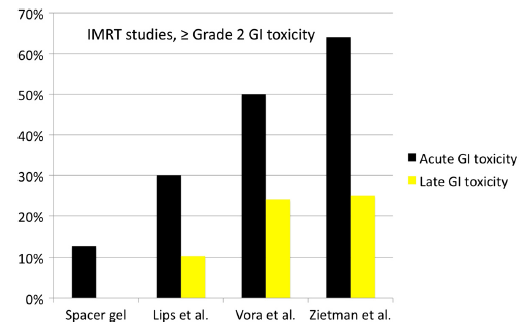 70%
IMRT studies, ≥ Grade 2 GI toxicity
60%
50%
40%
30%
20%
10%
0%
Acute GI toxicity
Late GI toxicity
Spacer gel Lips et al. Vora et al. Zietman et al.